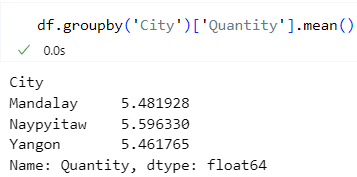 df.groupby('City')['Quantity'].mean()
✓ 0.0s
City
Mandalay     5.481928
Naypyitaw    5.596330
Yangon       5.461765
Name: Quantity, dtype: float64